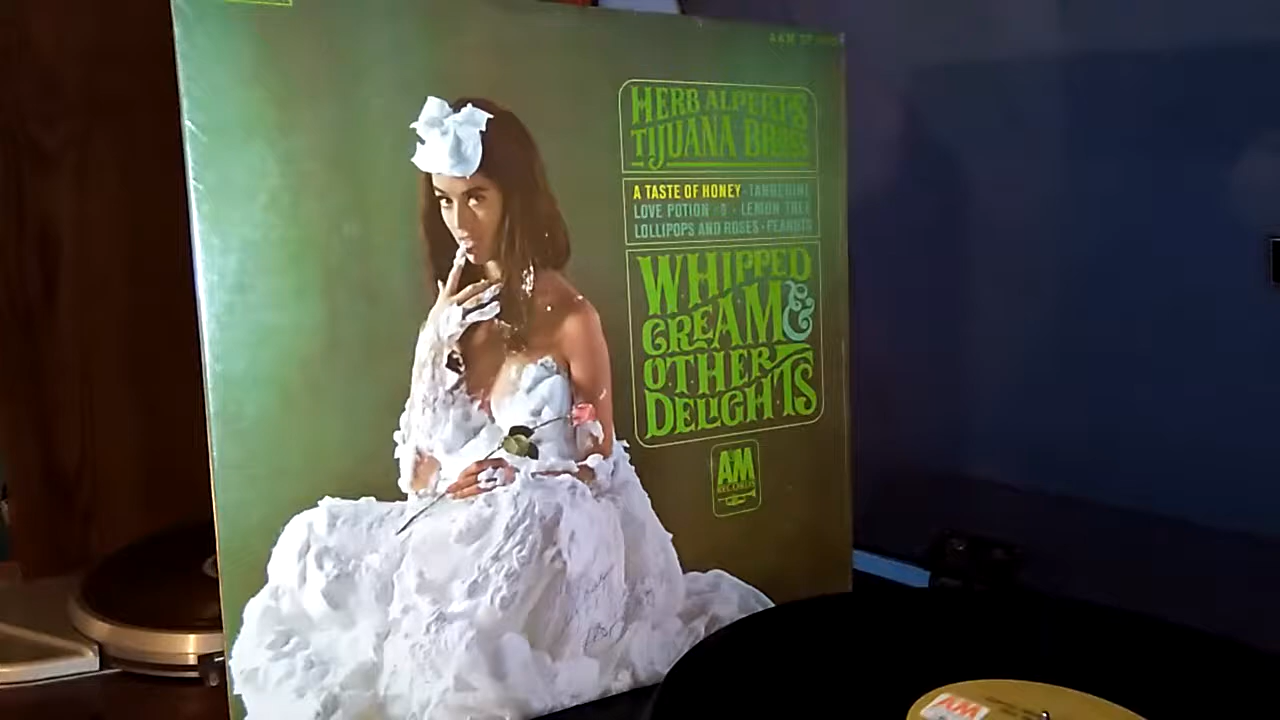 HERB ALPERT'S
TIJUANA BRASS
A TASTE OF HONEY · TANGERINE
LOVE POTION #9 · LEMON TREE
LOLLIPOPS AND ROSES · PEANUTS
WHIPPED
CREAM &
OTHER
DELIGHTS
A&M
RECORDS
A&M